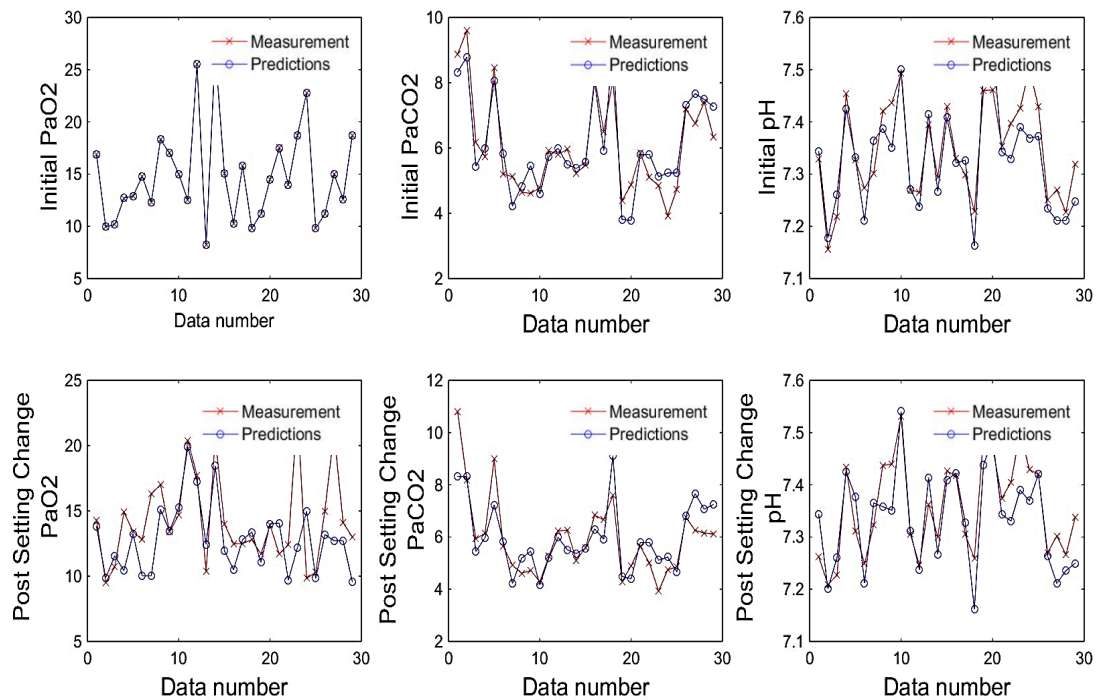 30
25
20
15
10
5
0
10
20
30
Initial PaO2
Data number
Measurement
Predictions
10
8
6
4
2
0
10
20
30
Initial PaCO2
Data number
Measurement
Predictions
7.6
7.5
7.4
7.3
7.2
7.1
0
10
20
30
Initial pH
Data number
Measurement
Predictions
25
20
15
10
5
0
10
20
30
Post Setting Change
PaO2
Data number
Measurement
Predictions
12
10
8
6
4
2
0
10
20
30
Post Setting Change
PaCO2
Data number
Measurement
Predictions
7.6
7.5
7.4
7.3
7.2
7.1
0
10
20
30
Post Setting Change
pH
Data number
Measurement
Predictions